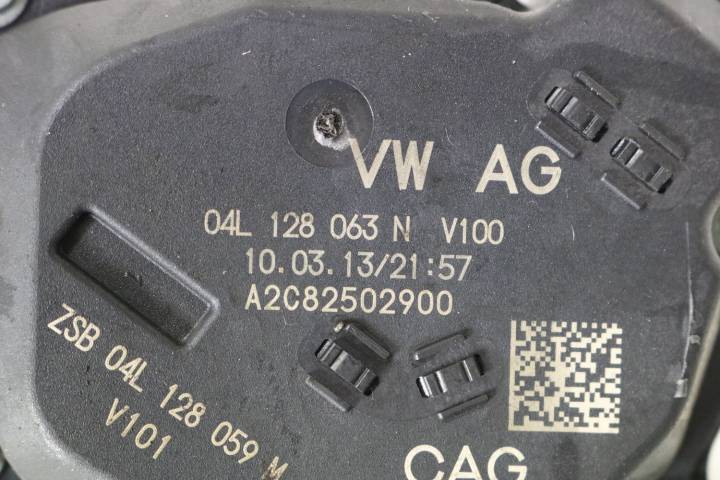 VW AG
04L 128 063 N V100
10.03.13/21:57
A2C82502900
ZSB 04L 128 059 M
V101
CAG